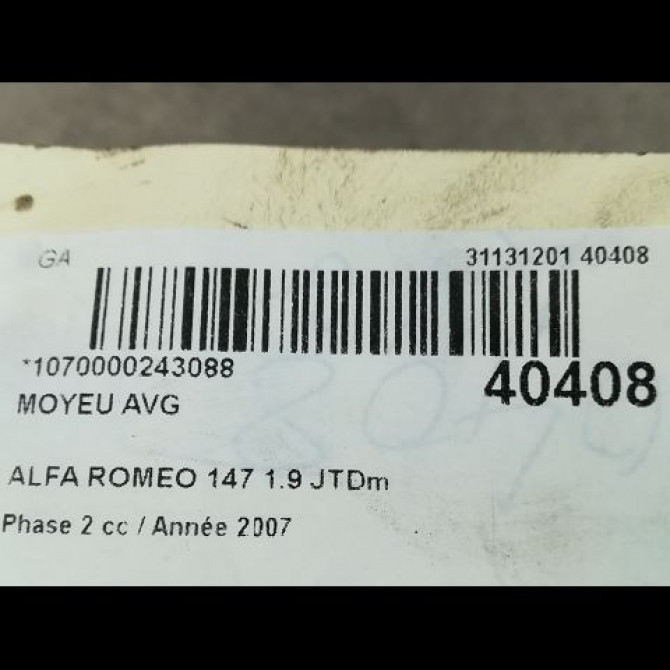 GA 31131201 40408
*1070000243088 40408
MOYEU AVG
ALFA ROMEO 147 1.9 JTDm
Phase 2 cc / Année 2007